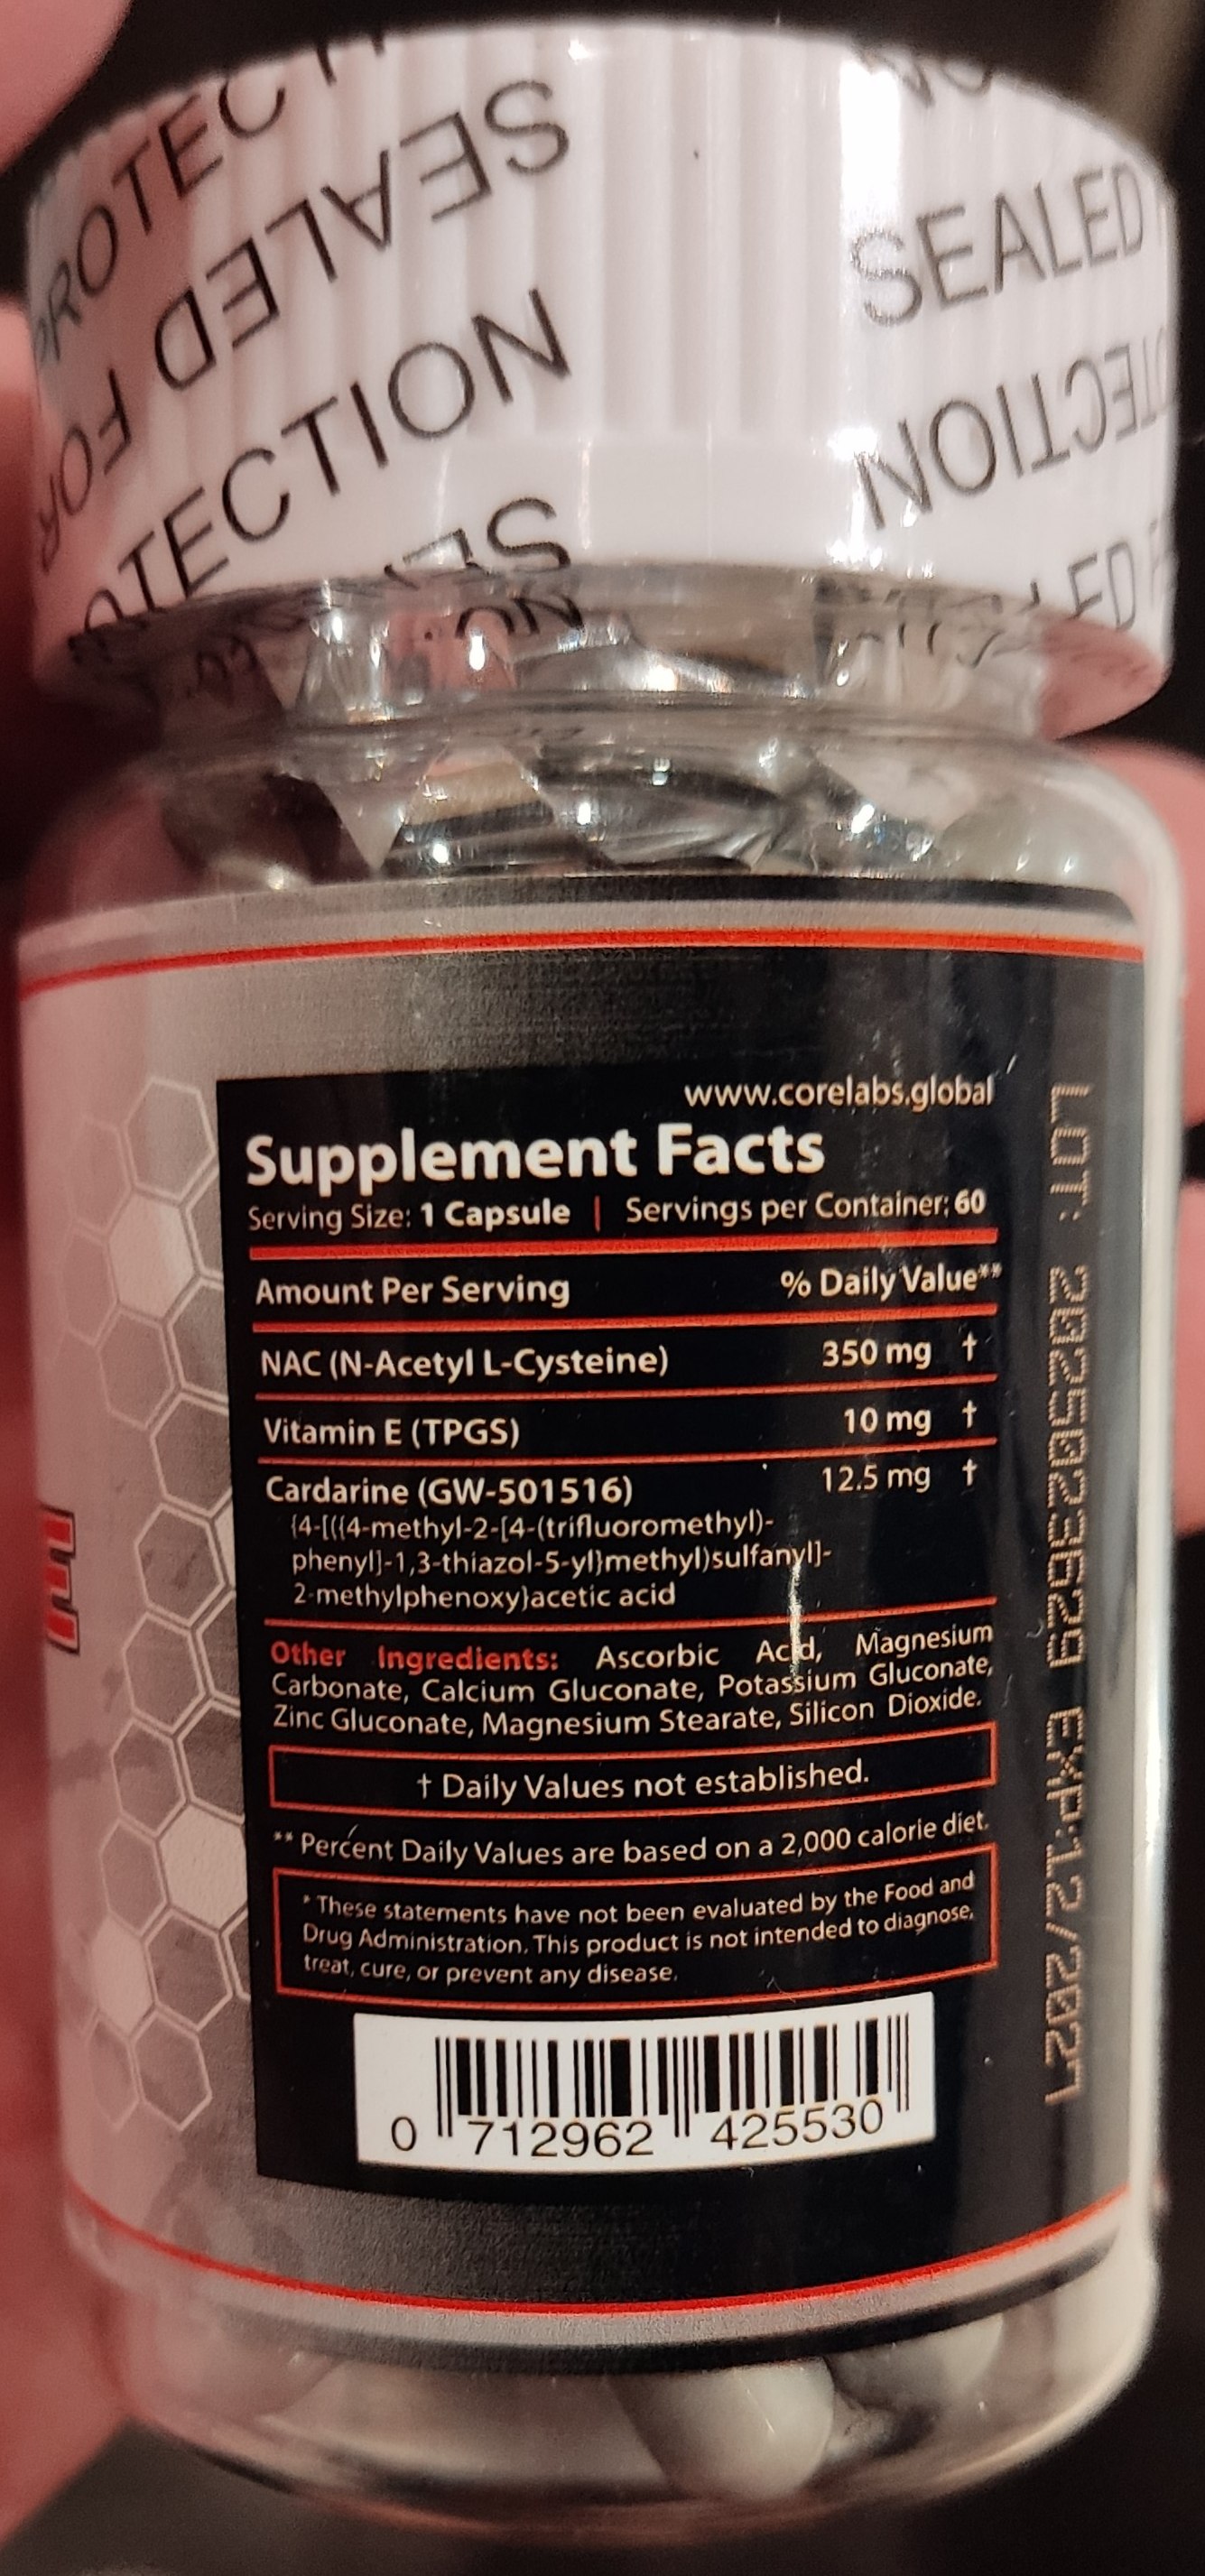 PROTECTI
SEALED
SEALED FOR
PROTECTION
PROTECTION
www.corelabs.global
Supplement Facts
Serving Size: 1 Capsule | Servings per Container: 60
Amount Per Serving % Daily Value**
NAC (N-Acetyl L-Cysteine) 350 mg †
Vitamin E (TPGS) 10 mg †
Cardarine (GW-501516) 12.5 mg †
{4-[({4-methyl-2-[4-(trifluoromethyl)-
phenyl]-1,3-thiazol-5-yl}methyl)sulfanyl]-
2-methylphenoxy}acetic acid
Other Ingredients: Ascorbic Acid, Magnesium
Carbonate, Calcium Gluconate, Potassium Gluconate,
Zinc Gluconate, Magnesium Stearate, Silicon Dioxide.
† Daily Values not established.
** Percent Daily Values are based on a 2,000 calorie diet.
* These statements have not been evaluated by the Food and
Drug Administration. This product is not intended to diagnose,
treat, cure, or prevent any disease.
0 712962 425530